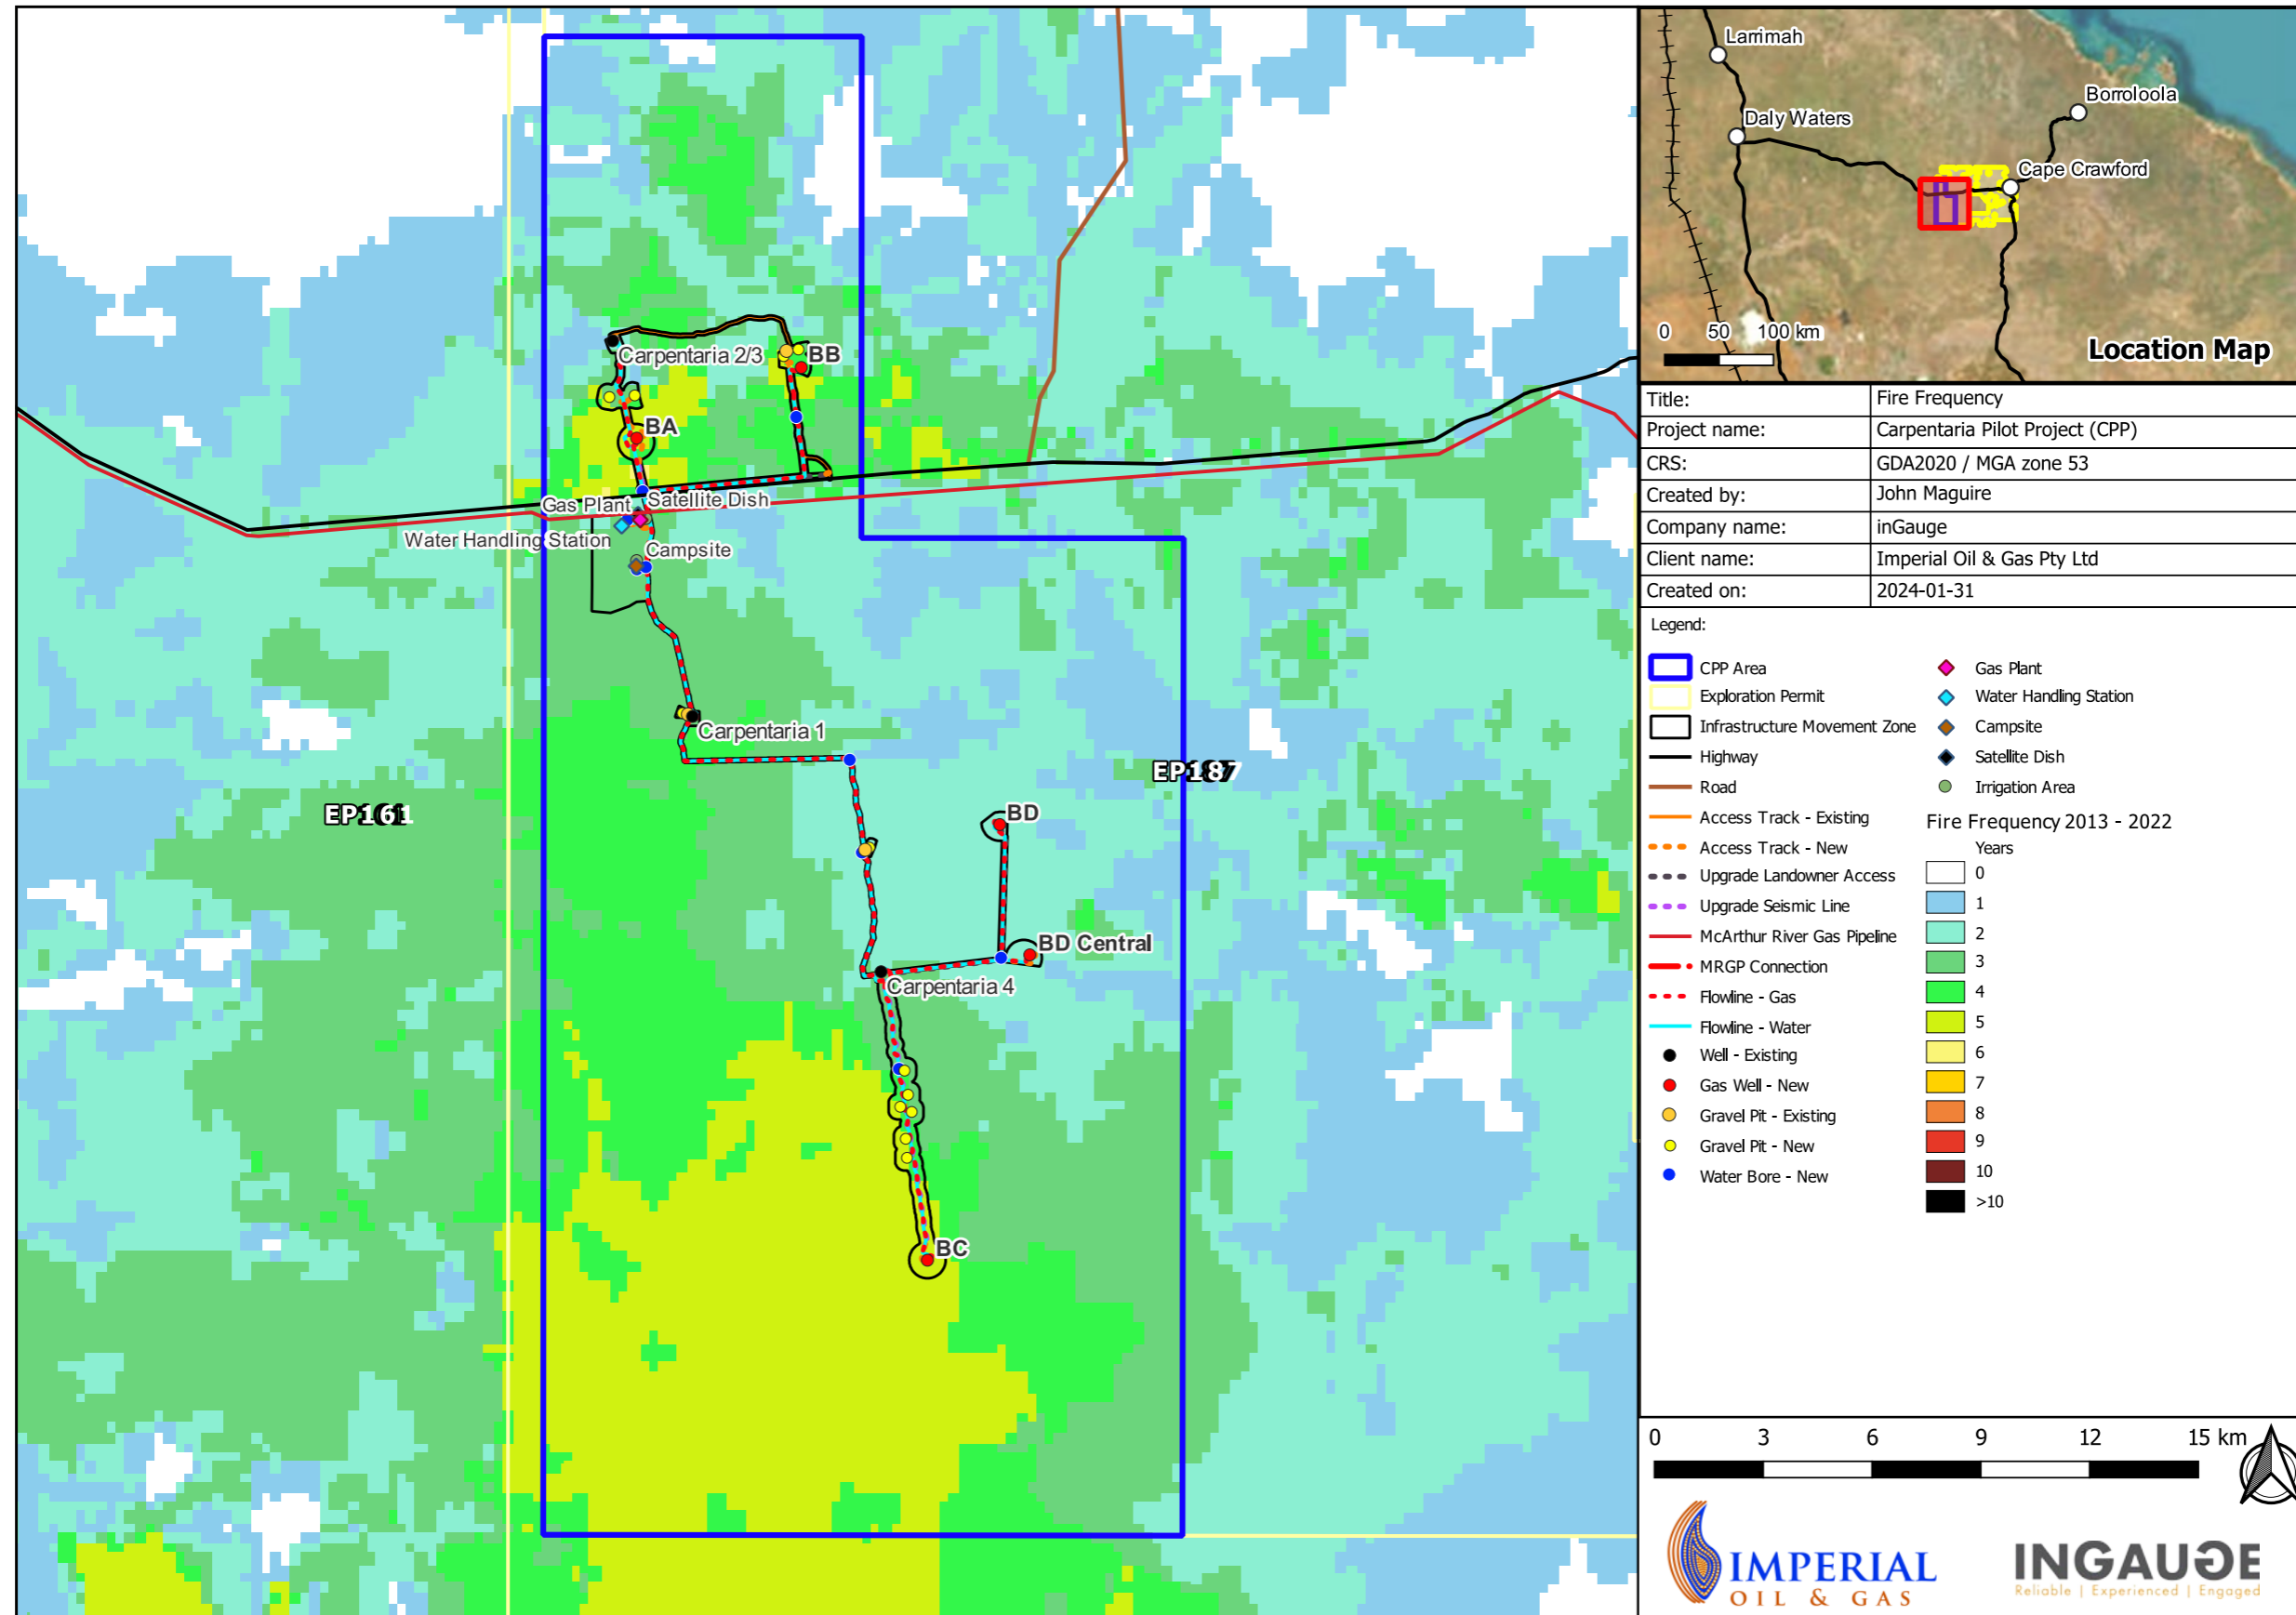 Larrimah
Daly Waters
Borroloola
Cape Crawford
0 50 100 km
Location Map
Title: Fire Frequency
Project name: Carpentaria Pilot Project (CPP)
CRS: GDA2020 / MGA zone 53
Created by: John Maguire
Company name: inGauge
Client name: Imperial Oil & Gas Pty Ltd
Created on: 2024-01-31
Legend:
CPP Area
Exploration Permit
Infrastructure Movement Zone
Highway
Road
Access Track - Existing
Access Track - New
Upgrade Landowner Access
Upgrade Seismic Line
McArthur River Gas Pipeline
MRGP Connection
Flowline - Gas
Flowline - Water
Well - Existing
Gas Well - New
Gravel Pit - Existing
Gravel Pit - New
Water Bore - New
Gas Plant
Water Handling Station
Campsite
Satellite Dish
Irrigation Area
Fire Frequency 2013 - 2022
Years
0
1
2
3
4
5
6
7
8
9
10
>10
0 3 6 9 12 15 km
IMPERIAL
OIL & GAS
INGAUGE
Reliable | Experienced | Engaged
Carpentaria 2/3
BB
BA
Gas Plant
Satellite Dish
Water Handling Station
Campsite
Carpentaria 1
EP187
EP161
BD
BD Central
Carpentaria 4
BC